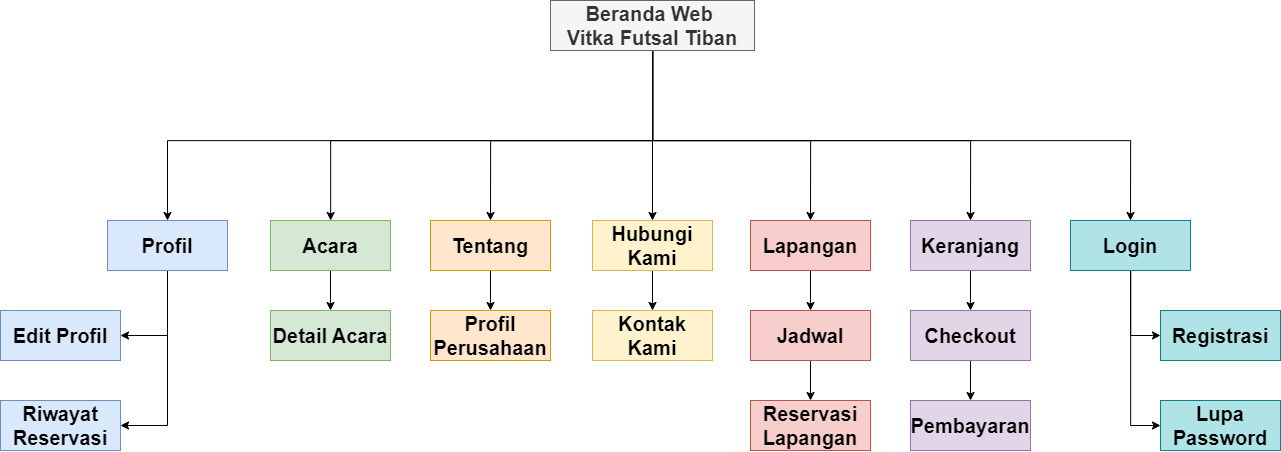 Beranda Web
Vitka Futsal Tiban
Profil
Acara
Tentang
Hubungi
Kami
Lapangan
Keranjang
Login
Edit Profil
Detail Acara
Profil
Perusahaan
Kontak
Kami
Jadwal
Checkout
Registrasi
Riwayat
Reservasi
Reservasi
Lapangan
Pembayaran
Lupa
Password